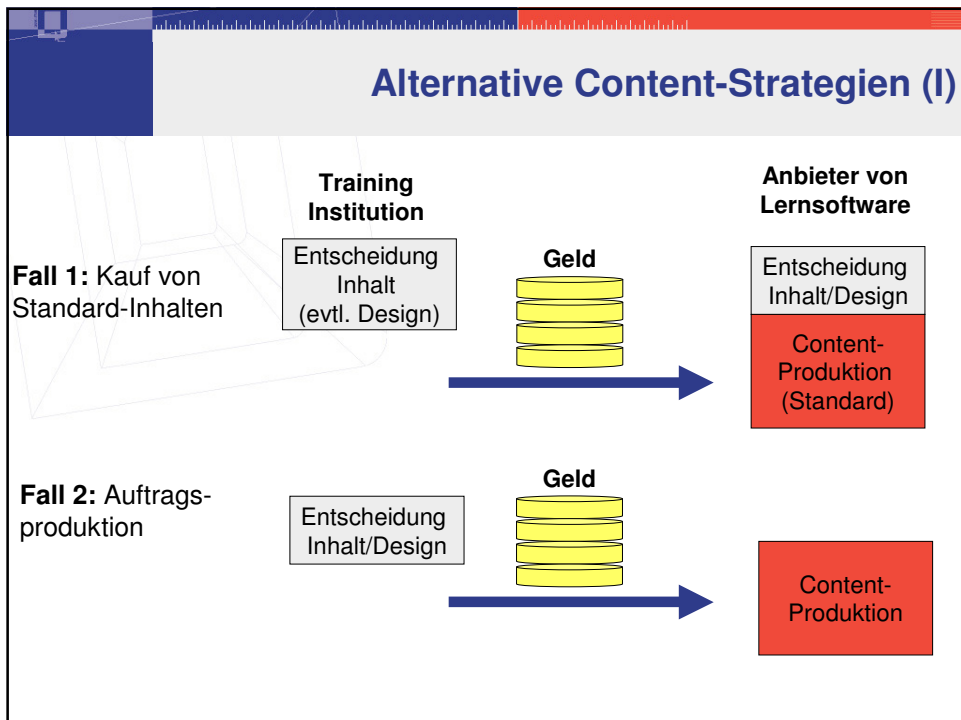 Alternative Content-Strategien (I)
Training
Institution
Anbieter von
Lernsoftware
Fall 1: Kauf von
Standard-Inhalten
Entscheidung
Inhalt
(evtl. Design)
Geld
Entscheidung
Inhalt/Design
Content-
Produktion
(Standard)
Fall 2: Auftrags-
produktion
Entscheidung
Inhalt/Design
Geld
Content-
Produktion